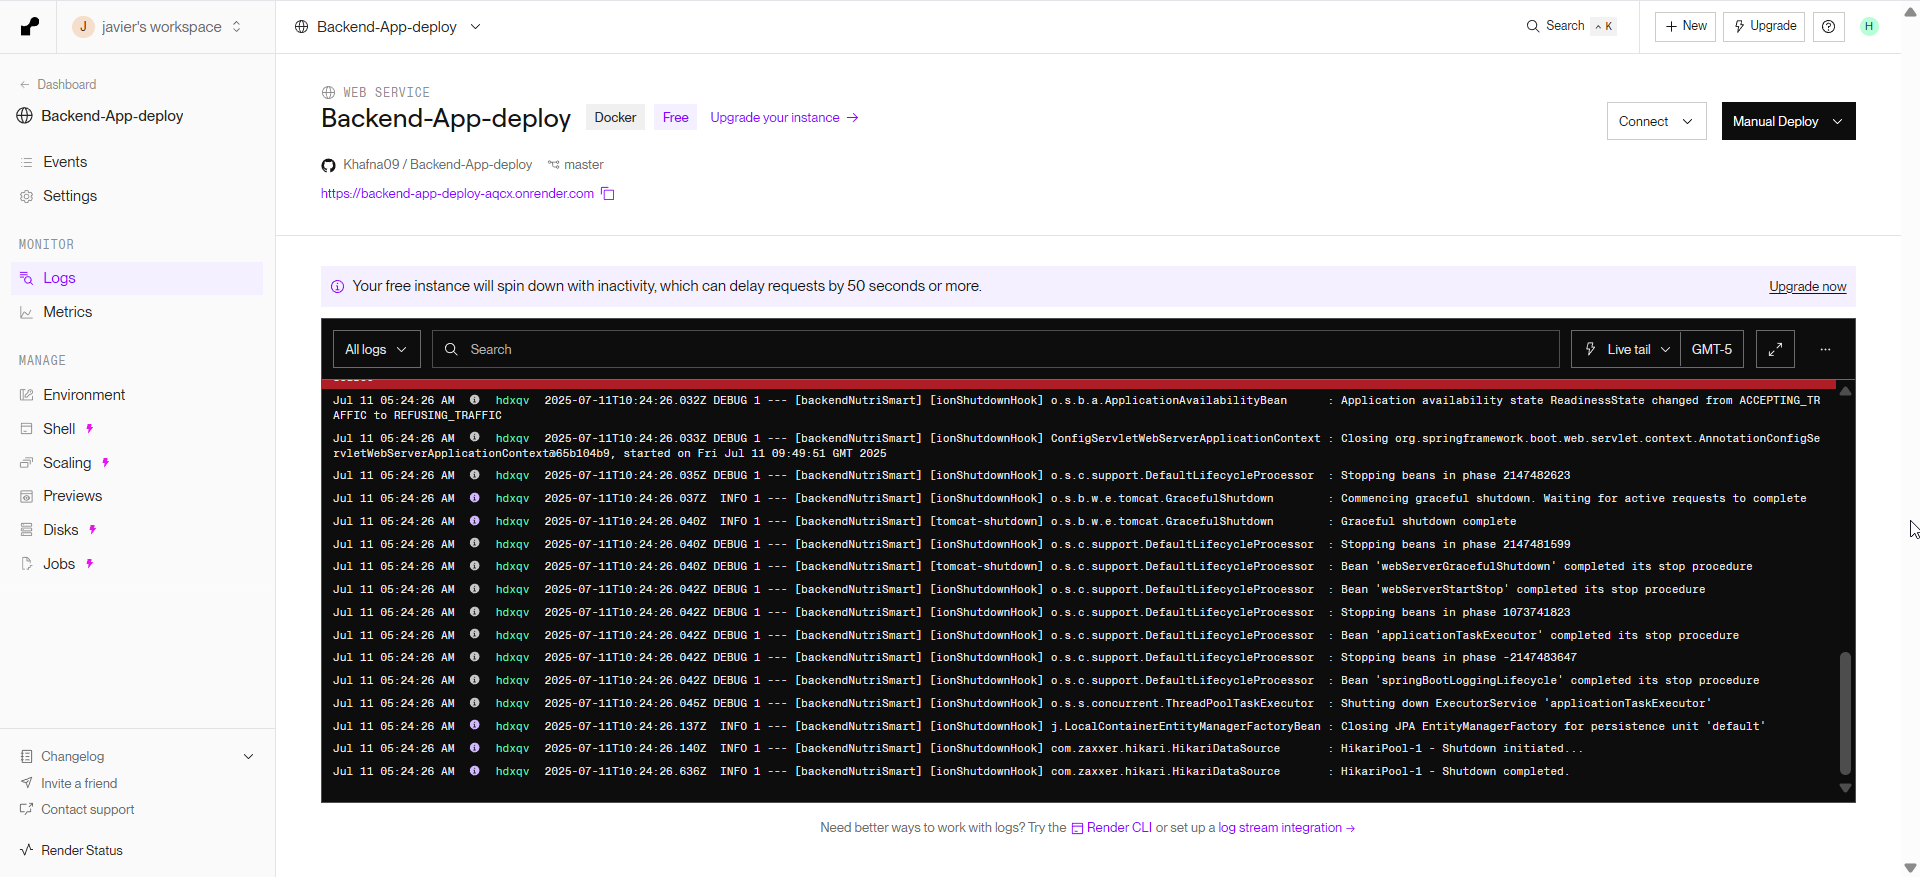 J javier's workspace
Backend-App-deploy
Search ^ K
+ New
Upgrade
H
← Dashboard
Backend-App-deploy
Events
Settings
MONITOR
Logs
Metrics
MANAGE
Environment
Shell
Scaling
Previews
Disks
Jobs
Changelog
Invite a friend
Contact support
Render Status
WEB SERVICE
Backend-App-deploy Docker Free Upgrade your instance →
Connect
Manual Deploy
Khafna09 / Backend-App-deploy master
https://backend-app-deploy-aqcx.onrender.com
Your free instance will spin down with inactivity, which can delay requests by 50 seconds or more.
Upgrade now
All logs Search Live tail GMT-5 ...
Jul 11 05:24:26 AM hdxqv 2025-07-11T10:24:26.032Z DEBUG 1 --- [backendNutriSmart] [ionShutdownHook] o.s.b.a.ApplicationAvailabilityBean : Application availability state ReadinessState changed from ACCEPTING_TR
AFFIC to REFUSING_TRAFFIC
Jul 11 05:24:26 AM hdxqv 2025-07-11T10:24:26.033Z DEBUG 1 --- [backendNutriSmart] [ionShutdownHook] ConfigServletWebServerApplicationContext : Closing org.springframework.boot.web.servlet.context.AnnotationConfigSe
rvletWebServerApplicationContext@65b104b9, started on Fri Jul 11 09:49:51 GMT 2025
Jul 11 05:24:26 AM hdxqv 2025-07-11T10:24:26.035Z DEBUG 1 --- [backendNutriSmart] [ionShutdownHook] o.s.c.support.DefaultLifecycleProcessor : Stopping beans in phase 2147482623
Jul 11 05:24:26 AM hdxqv 2025-07-11T10:24:26.037Z INFO 1 --- [backendNutriSmart] [ionShutdownHook] o.s.b.w.e.tomcat.GracefulShutdown : Commencing graceful shutdown. Waiting for active requests to complete
Jul 11 05:24:26 AM hdxqv 2025-07-11T10:24:26.040Z INFO 1 --- [backendNutriSmart] [tomcat-shutdown] o.s.b.w.e.tomcat.GracefulShutdown : Graceful shutdown complete
Jul 11 05:24:26 AM hdxqv 2025-07-11T10:24:26.040Z DEBUG 1 --- [backendNutriSmart] [ionShutdownHook] o.s.c.support.DefaultLifecycleProcessor : Stopping beans in phase 2147481599
Jul 11 05:24:26 AM hdxqv 2025-07-11T10:24:26.040Z DEBUG 1 --- [backendNutriSmart] [tomcat-shutdown] o.s.c.support.DefaultLifecycleProcessor : Bean 'webServerGracefulShutdown' completed its stop procedure
Jul 11 05:24:26 AM hdxqv 2025-07-11T10:24:26.042Z DEBUG 1 --- [backendNutriSmart] [ionShutdownHook] o.s.c.support.DefaultLifecycleProcessor : Bean 'webServerStartStop' completed its stop procedure
Jul 11 05:24:26 AM hdxqv 2025-07-11T10:24:26.042Z DEBUG 1 --- [backendNutriSmart] [ionShutdownHook] o.s.c.support.DefaultLifecycleProcessor : Stopping beans in phase 1073741823
Jul 11 05:24:26 AM hdxqv 2025-07-11T10:24:26.042Z DEBUG 1 --- [backendNutriSmart] [ionShutdownHook] o.s.c.support.DefaultLifecycleProcessor : Bean 'applicationTaskExecutor' completed its stop procedure
Jul 11 05:24:26 AM hdxqv 2025-07-11T10:24:26.042Z DEBUG 1 --- [backendNutriSmart] [ionShutdownHook] o.s.c.support.DefaultLifecycleProcessor : Stopping beans in phase -2147483647
Jul 11 05:24:26 AM hdxqv 2025-07-11T10:24:26.042Z DEBUG 1 --- [backendNutriSmart] [ionShutdownHook] o.s.c.support.DefaultLifecycleProcessor : Bean 'springBootLoggingLifecycle' completed its stop procedure
Jul 11 05:24:26 AM hdxqv 2025-07-11T10:24:26.045Z DEBUG 1 --- [backendNutriSmart] [ionShutdownHook] o.s.s.concurrent.ThreadPoolTaskExecutor : Shutting down ExecutorService 'applicationTaskExecutor'
Jul 11 05:24:26 AM hdxqv 2025-07-11T10:24:26.137Z INFO 1 --- [backendNutriSmart] [ionShutdownHook] j.LocalContainerEntityManagerFactoryBean : Closing JPA EntityManagerFactory for persistence unit 'default'
Jul 11 05:24:26 AM hdxqv 2025-07-11T10:24:26.140Z INFO 1 --- [backendNutriSmart] [ionShutdownHook] com.zaxxer.hikari.HikariDataSource : HikariPool-1 - Shutdown initiated...
Jul 11 05:24:26 AM hdxqv 2025-07-11T10:24:26.636Z INFO 1 --- [backendNutriSmart] [ionShutdownHook] com.zaxxer.hikari.HikariDataSource : HikariPool-1 - Shutdown completed.
Need better ways to work with logs? Try the Render CLI or set up a log stream integration →